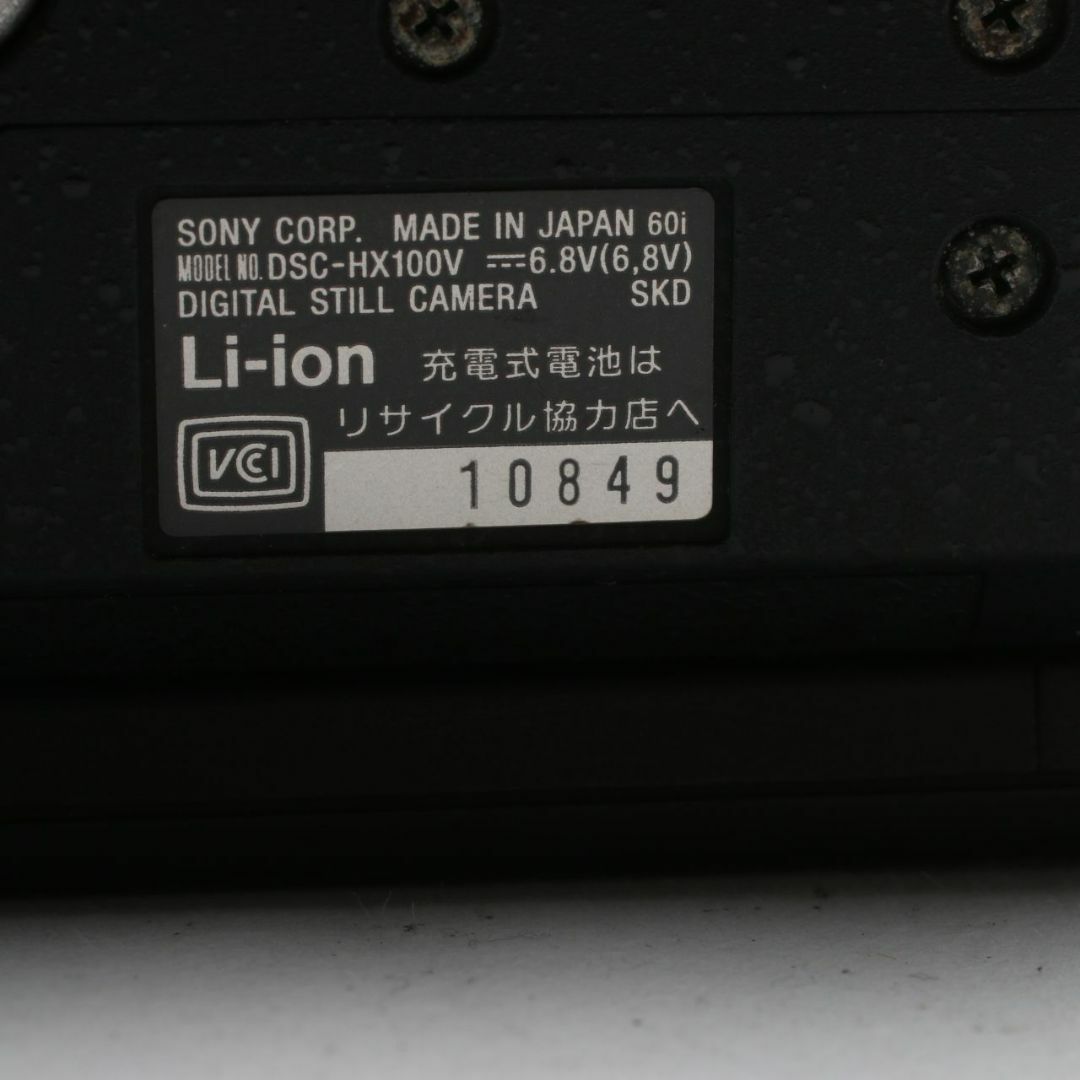 SONY CORP. MADE IN JAPAN 60i
MODEL NO. DSC-HX100V ⎓6.8V(6,8V)
DIGITAL STILL CAMERA SKD
Li-ion 充電式電池は
リサイクル協力店へ
VCCI
10849